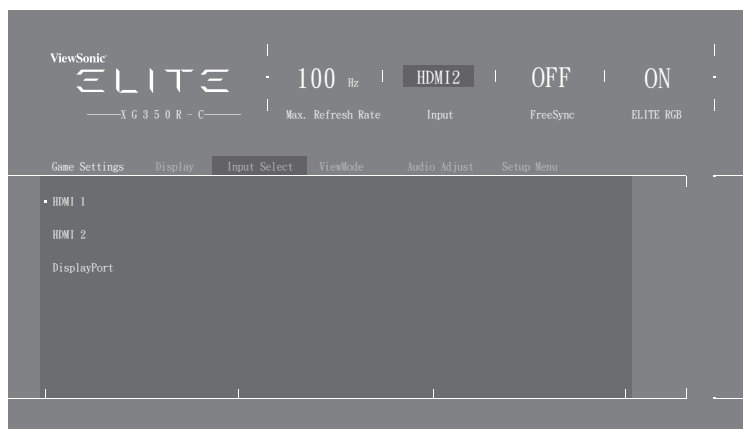 ViewSonic
ELITE
XG350R-C
100 Hz
Max. Refresh Rate
HDMI2
Input
OFF
FreeSync
ON
ELITE RGB
Game Settings Display Input Select ViewMode Audio Adjust Setup Menu
HDMI 1
HDMI 2
DisplayPort